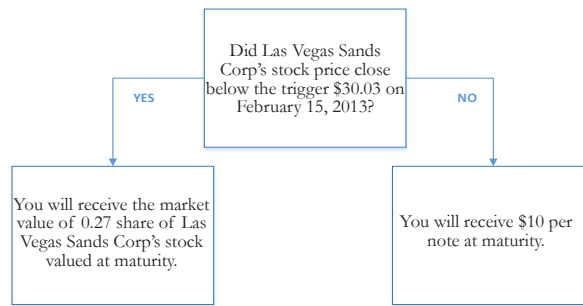 Did Las Vegas Sands
Corp's stock price close
below the trigger $30.03 on
February 15, 2013?
YES
NO
You will receive the market
value of 0.27 share of Las
Vegas Sands Corp's stock
valued at maturity.
You will receive $10 per
note at maturity.